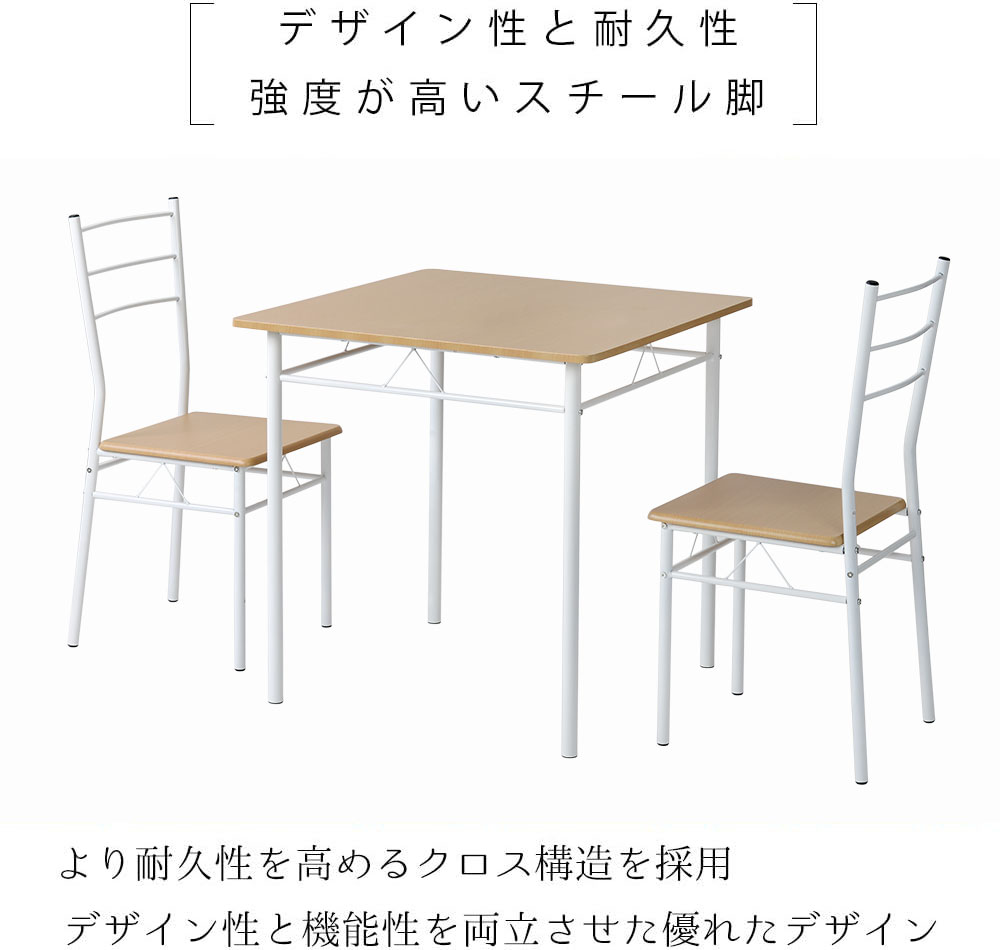 デザイン性と耐久性
強度が高いスチール脚
より耐久性を高めるクロス構造を採用
デザイン性と機能性を両立させた優れたデザイン